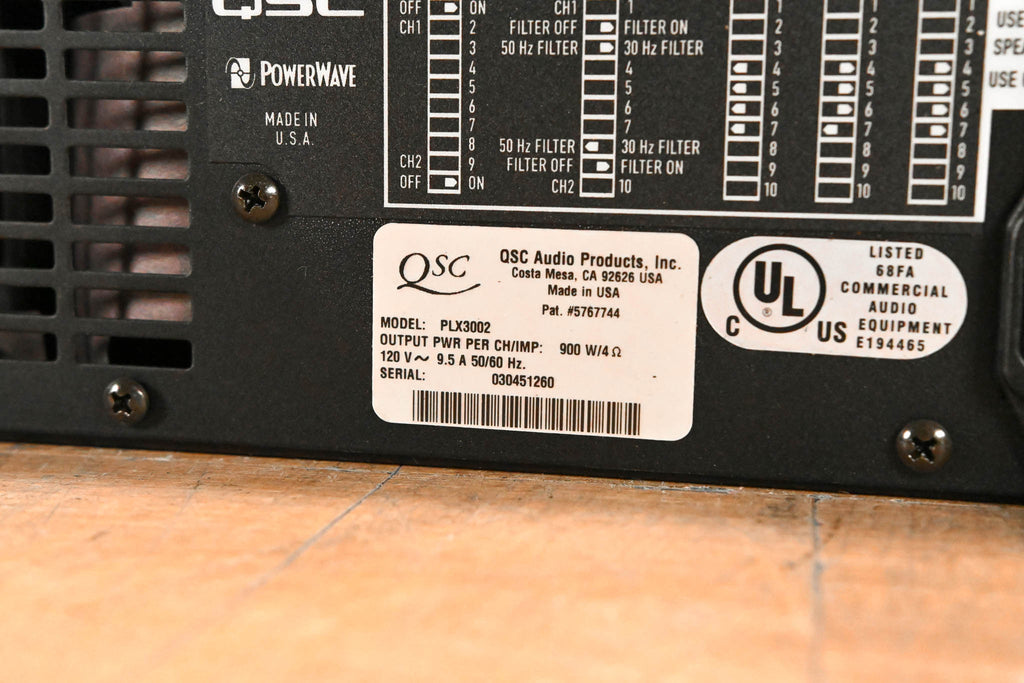 QSC
POWERWAVE
MADE IN
U.S.A.
OFF ON
CH1 2
3
4
5
6
7
8
CH2 9
OFF ON
CH1 1
FILTER OFF FILTER ON
50 Hz FILTER 30 Hz FILTER
4
5
6
7
50 Hz FILTER 30 Hz FILTER
FILTER OFF FILTER ON
CH2 10
1
2
3
4
5
6
7
8
9
10
1
2
3
4
5
6
7
8
9
10
2
3
4
5
6
7
8
9
10
USE
SPEA
USE
QSC
QSC Audio Products, Inc.
Costa Mesa, CA 92626 USA
Made in USA
Pat. #5767744
MODEL: PLX3002
OUTPUT PWR PER CH/IMP: 900 W/4 Ω
120 V ~ 9.5 A 50/60 Hz.
SERIAL: 030451260
C UL ® US
LISTED
68FA
COMMERCIAL
AUDIO
EQUIPMENT
E194465